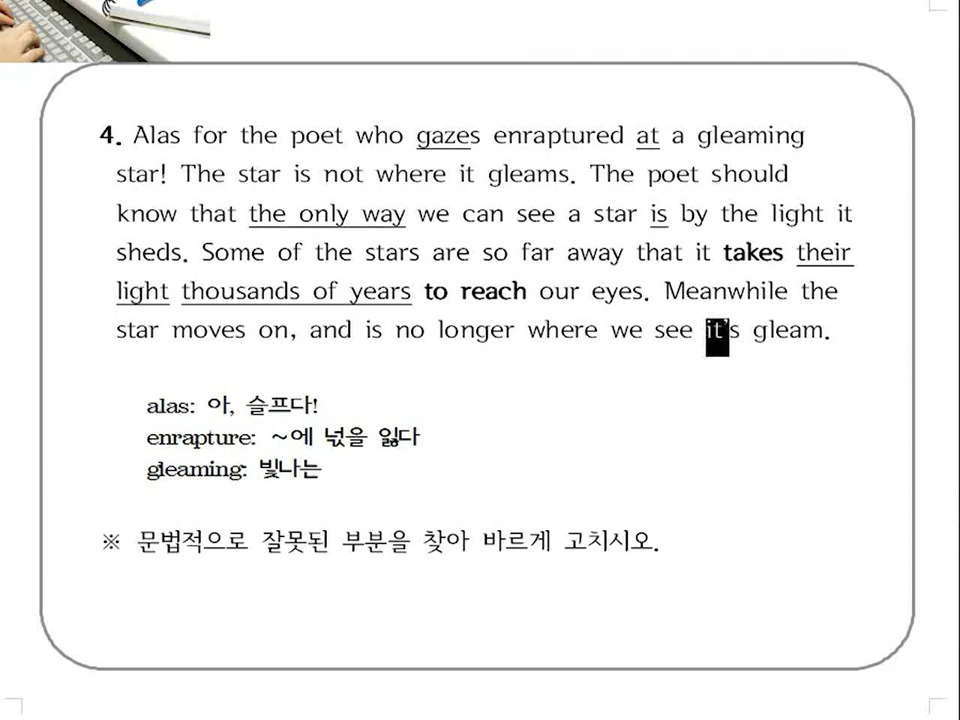 4. Alas for the poet who gazes enraptured at a gleaming
star! The star is not where it gleams. The poet should
know that the only way we can see a star is by the light it
sheds. Some of the stars are so far away that it takes their
light thousands of years to reach our eyes. Meanwhile the
star moves on, and is no longer where we see it's gleam.
alas: 아, 슬프다!
enrapture: ~에 넋을 잃다
gleaming: 빛나는
※ 문법적으로 잘못된 부분을 찾아 바르게 고치시오.